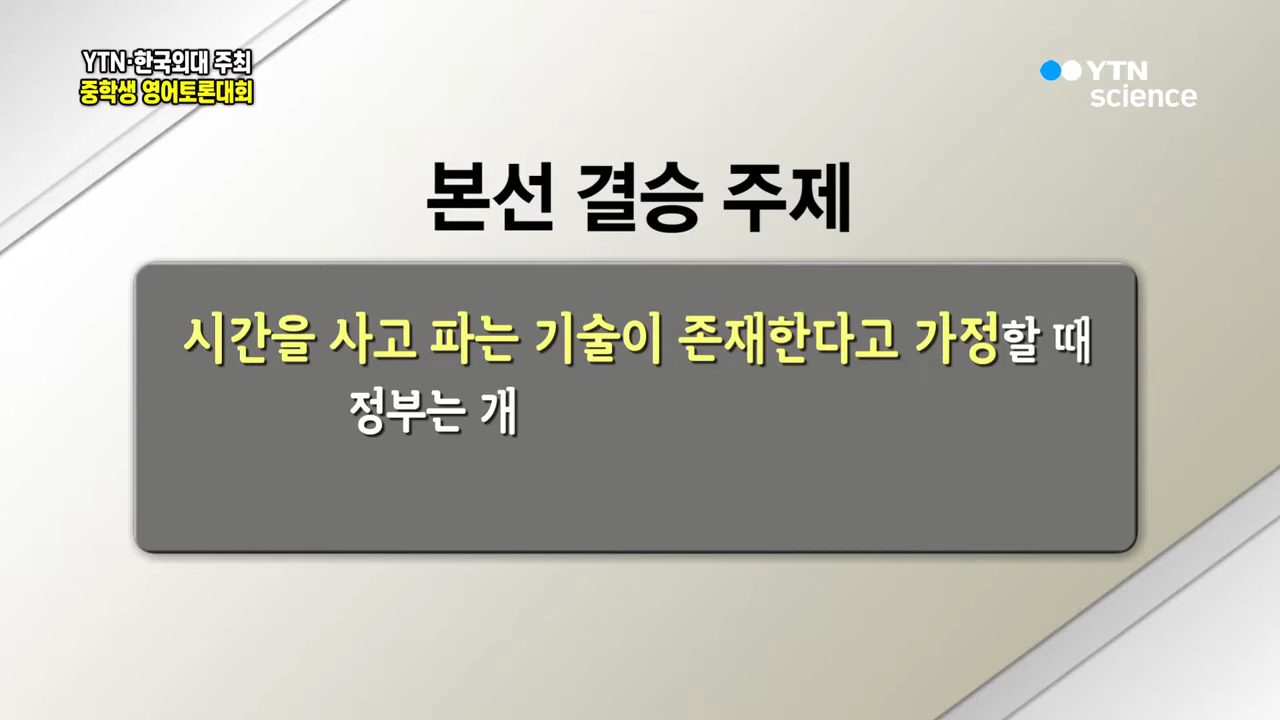 YTN·한국외대 주최
중학생 영어토론대회
YTN
science
본선 결승 주제
시간을 사고 파는 기술이 존재한다고 가정할 때
정부는 개